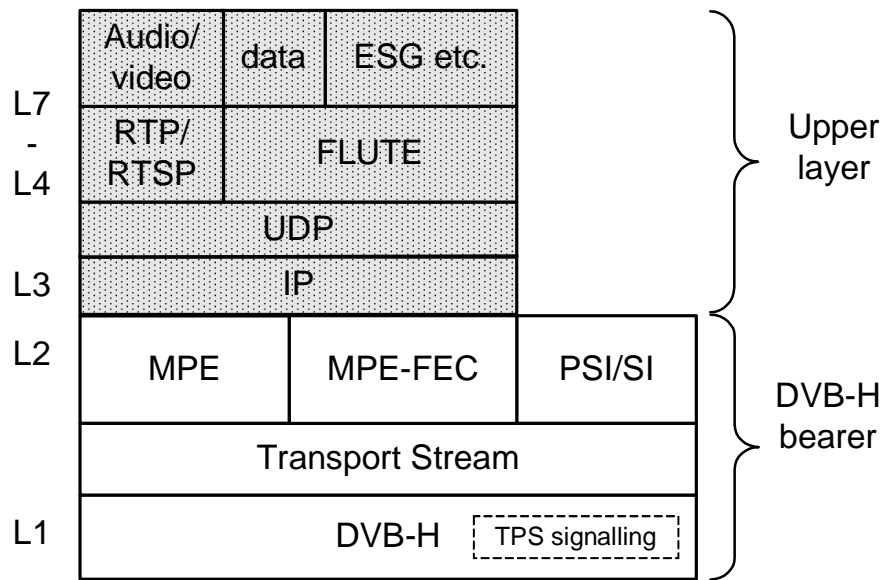 Audio/
video
data
ESG etc.
L7
-
L4
RTP/
RTSP
FLUTE
Upper
layer
UDP
L3
IP
L2
MPE
MPE-FEC
PSI/SI
DVB-H
bearer
Transport Stream
L1
DVB-H
TPS signalling